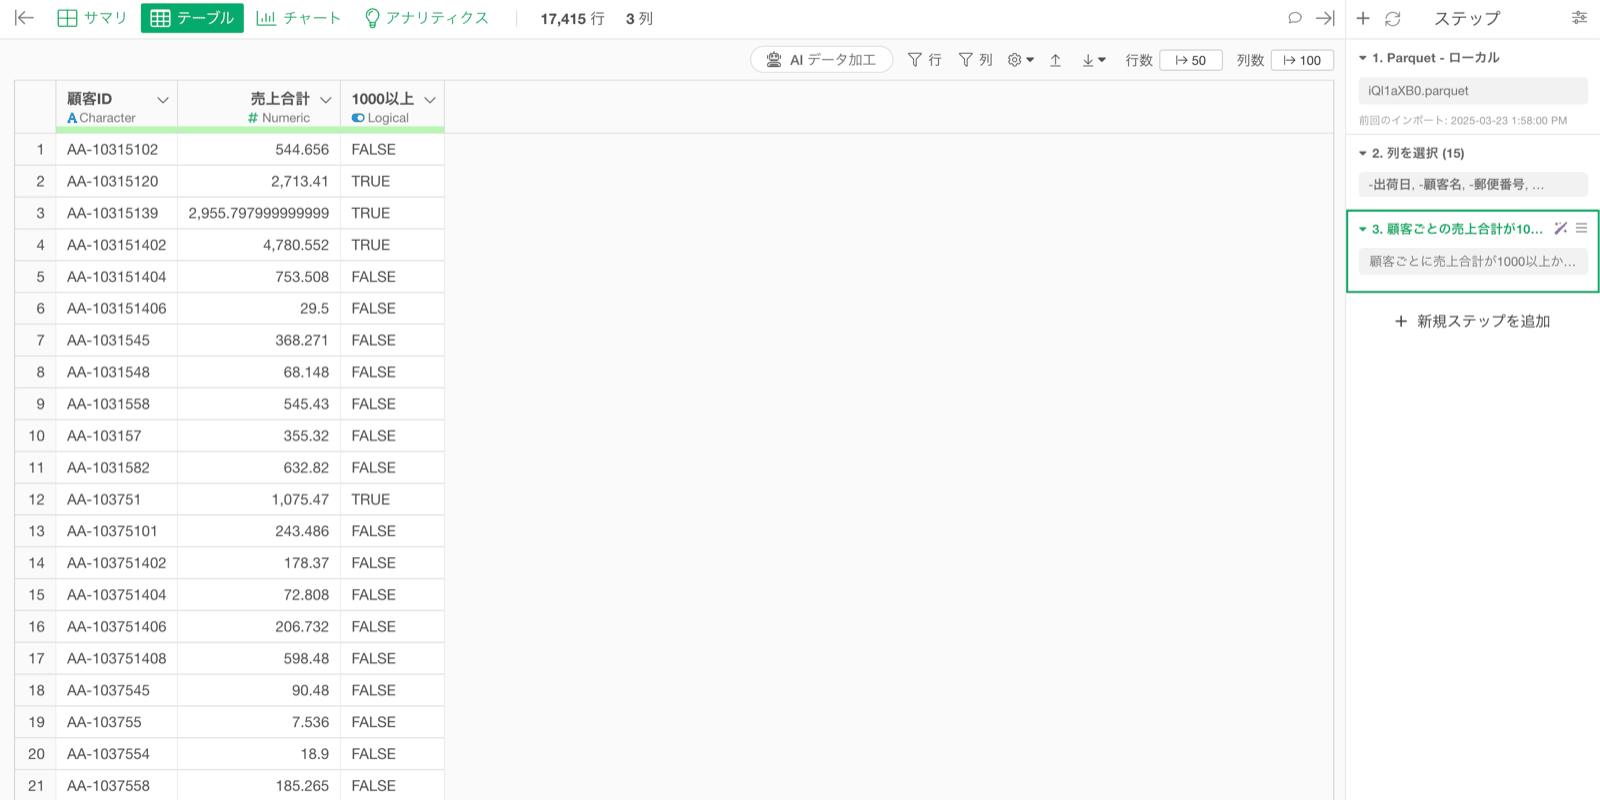 サマリ テーブル チャート アナリティクス 17,415 行 3 列
AI データ加工 行 列 行数 50 列数 100
顧客ID 売上合計 1000以上
Character # Numeric Logical
1 AA-10315102 544.656 FALSE
2 AA-10315120 2,713.41 TRUE
3 AA-10315139 2,955.797999999999 TRUE
4 AA-103151402 4,780.552 TRUE
5 AA-103151404 753.508 FALSE
6 AA-103151406 29.5 FALSE
7 AA-1031545 368.271 FALSE
8 AA-1031548 68.148 FALSE
9 AA-1031558 545.43 FALSE
10 AA-103157 355.32 FALSE
11 AA-1031582 632.82 FALSE
12 AA-103751 1,075.47 TRUE
13 AA-10375101 243.486 FALSE
14 AA-103751402 178.37 FALSE
15 AA-103751404 72.808 FALSE
16 AA-103751406 206.732 FALSE
17 AA-103751408 598.48 FALSE
18 AA-1037545 90.48 FALSE
19 AA-103755 7.536 FALSE
20 AA-1037554 18.9 FALSE
21 AA-1037558 185.265 FALSE
ステップ
1. Parquet - ローカル
iQl1aXB0.parquet
前回のインポート: 2025-03-23 1:58:00 PM
2. 列を選択 (15)
-出荷日, -顧客名, -郵便番号, ...
3. 顧客ごとの売上合計が10...
顧客ごとに売上合計が1000以上か...
+ 新規ステップを追加